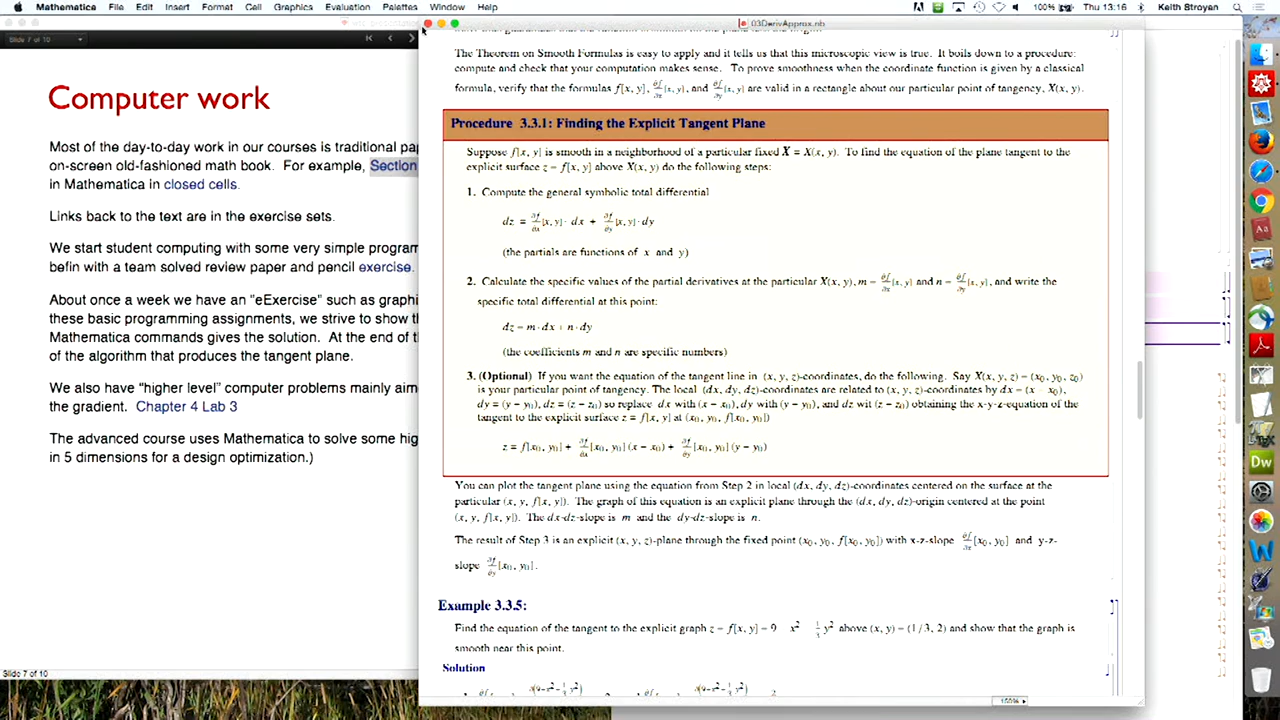 Mathematica File Edit Insert Format Cell Graphics Evaluation Palettes Window Help
100% Thu 13:16 Keith Stroyan
Slide 7 of 10
03DerivApprox.nb
Computer work
Most of the day-to-day work in our courses is traditional pap
on-screen old-fashioned math book. For example, Section
in Mathematica in closed cells.
Links back to the text are in the exercise sets.
We start student computing with some very simple program
befin with a team solved review paper and pencil exercise.
About once a week we have an "eExercise" such as graphi
these basic programming assignments, we strive to show th
Mathematica commands gives the solution. At the end of th
of the algorithm that produces the tangent plane.
We also have "higher level" computer problems mainly aime
the gradient. Chapter 4 Lab 3
The advanced course uses Mathematica to solve some hig
in 5 dimensions for a design optimization.)
Slide 7 of 10
The Theorem on Smooth Formulas is easy to apply and it tells us that this microscopic view is true. It boils down to a procedure:
compute and check that your computation makes sense. To prove smoothness when the coordinate function is given by a classical
formula, verify that the formulas f[x, y], ∂f/∂x[x, y], and ∂f/∂y[x, y] are valid in a rectangle about our particular point of tangency, X(x, y).
Procedure 3.3.1: Finding the Explicit Tangent Plane
Suppose f[x, y] is smooth in a neighborhood of a particular fixed X = X(x, y). To find the equation of the plane tangent to the
explicit surface z = f[x, y] above X(x, y) do the following steps:
1. Compute the general symbolic total differential
dz = ∂f/∂x[x, y]· dx + ∂f/∂y[x, y]·dy
(the partials are functions of x and y)
2. Calculate the specific values of the partial derivatives at the particular X(x, y), m = ∂f/∂x[x, y] and n = ∂f/∂y[x, y], and write the
specific total differential at this point:
dz = m·dx + n·dy
(the coefficients m and n are specific numbers)
3. (Optional) If you want the equation of the tangent line in (x, y, z)-coordinates, do the following. Say X(x, y, z) = (x0, y0, z0)
is your particular point of tangency. The local (dx, dy, dz)-coordinates are related to (x, y, z)-coordinates by dx = (x x0),
dy = (y − y0), dz = (z − z0) so replace dx with (x − x0), dy with (y − y0), and dz wit (z − z0) obtaining the x-y-z-equation of the
tangent to the explicit surface z = f[x, y] at (x0, y0, f[x0, y0])
z = f[x0, y0] + ∂f/∂x[x0, y0] (x − x0) + ∂f/∂y[x0, y0] (y − y0)
You can plot the tangent plane using the equation from Step 2 in local (dx, dy, dz)-coordinates centered on the surface at the
particular (x, y, f[x, y]). The graph of this equation is an explicit plane through the (dx, dy, dz)-origin centered at the point
(x, y, f[x, y]). The dx-dz-slope is m and the dy-dz-slope is n.
The result of Step 3 is an explicit (x, y, z)-plane through the fixed point (x0, y0, f[x0, y0]) with x-z-slope ∂f/∂x[x0, y0] and y-z-
slope ∂f/∂y[x0, y0].
Example 3.3.5:
Find the equation of the tangent to the explicit graph z = f[x, y] = 9 x² y² above (x, y) = (1/3, 2) and show that the graph is
smooth near this point.
Solution
150%
Dw